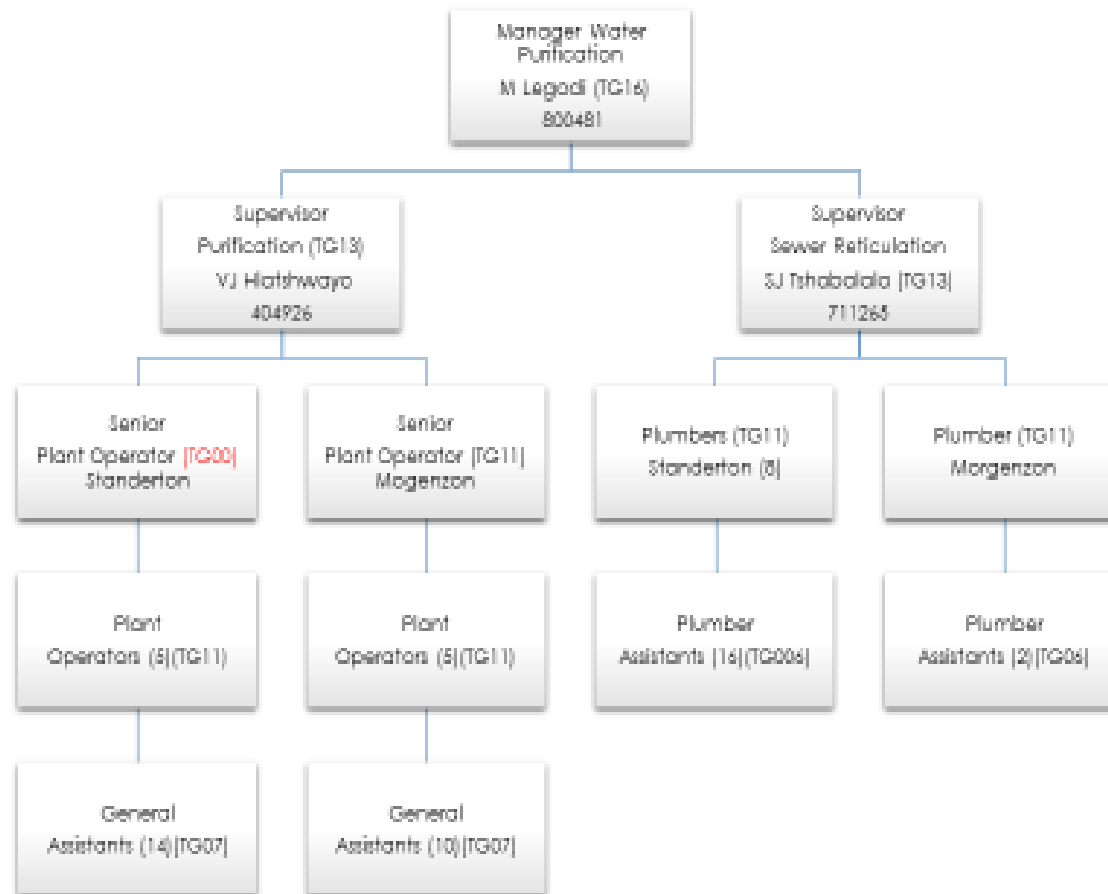 Manager Water
Purification
M Legodi (TG16)
800481
Supervisor
Purification (TG13)
VJ Hlatshwayo
404926
Supervisor
Sewer Reticulation
SJ Tshabalala (TG13)
711265
Senior
Plant Operator (TG00)
Standerton
Senior
Plant Operator (TG11)
Mogenzon
Plumbers (TG11)
Standerton (8)
Plumber (TG11)
Morgenzon
Plant
Operators (5)(TG11)
Plant
Operators (5)(TG11)
Plumber
Assistants (16)(TG006)
Plumber
Assistants (2)(TG06)
General
Assistants (14)(TG07)
General
Assistants (10)(TG07)